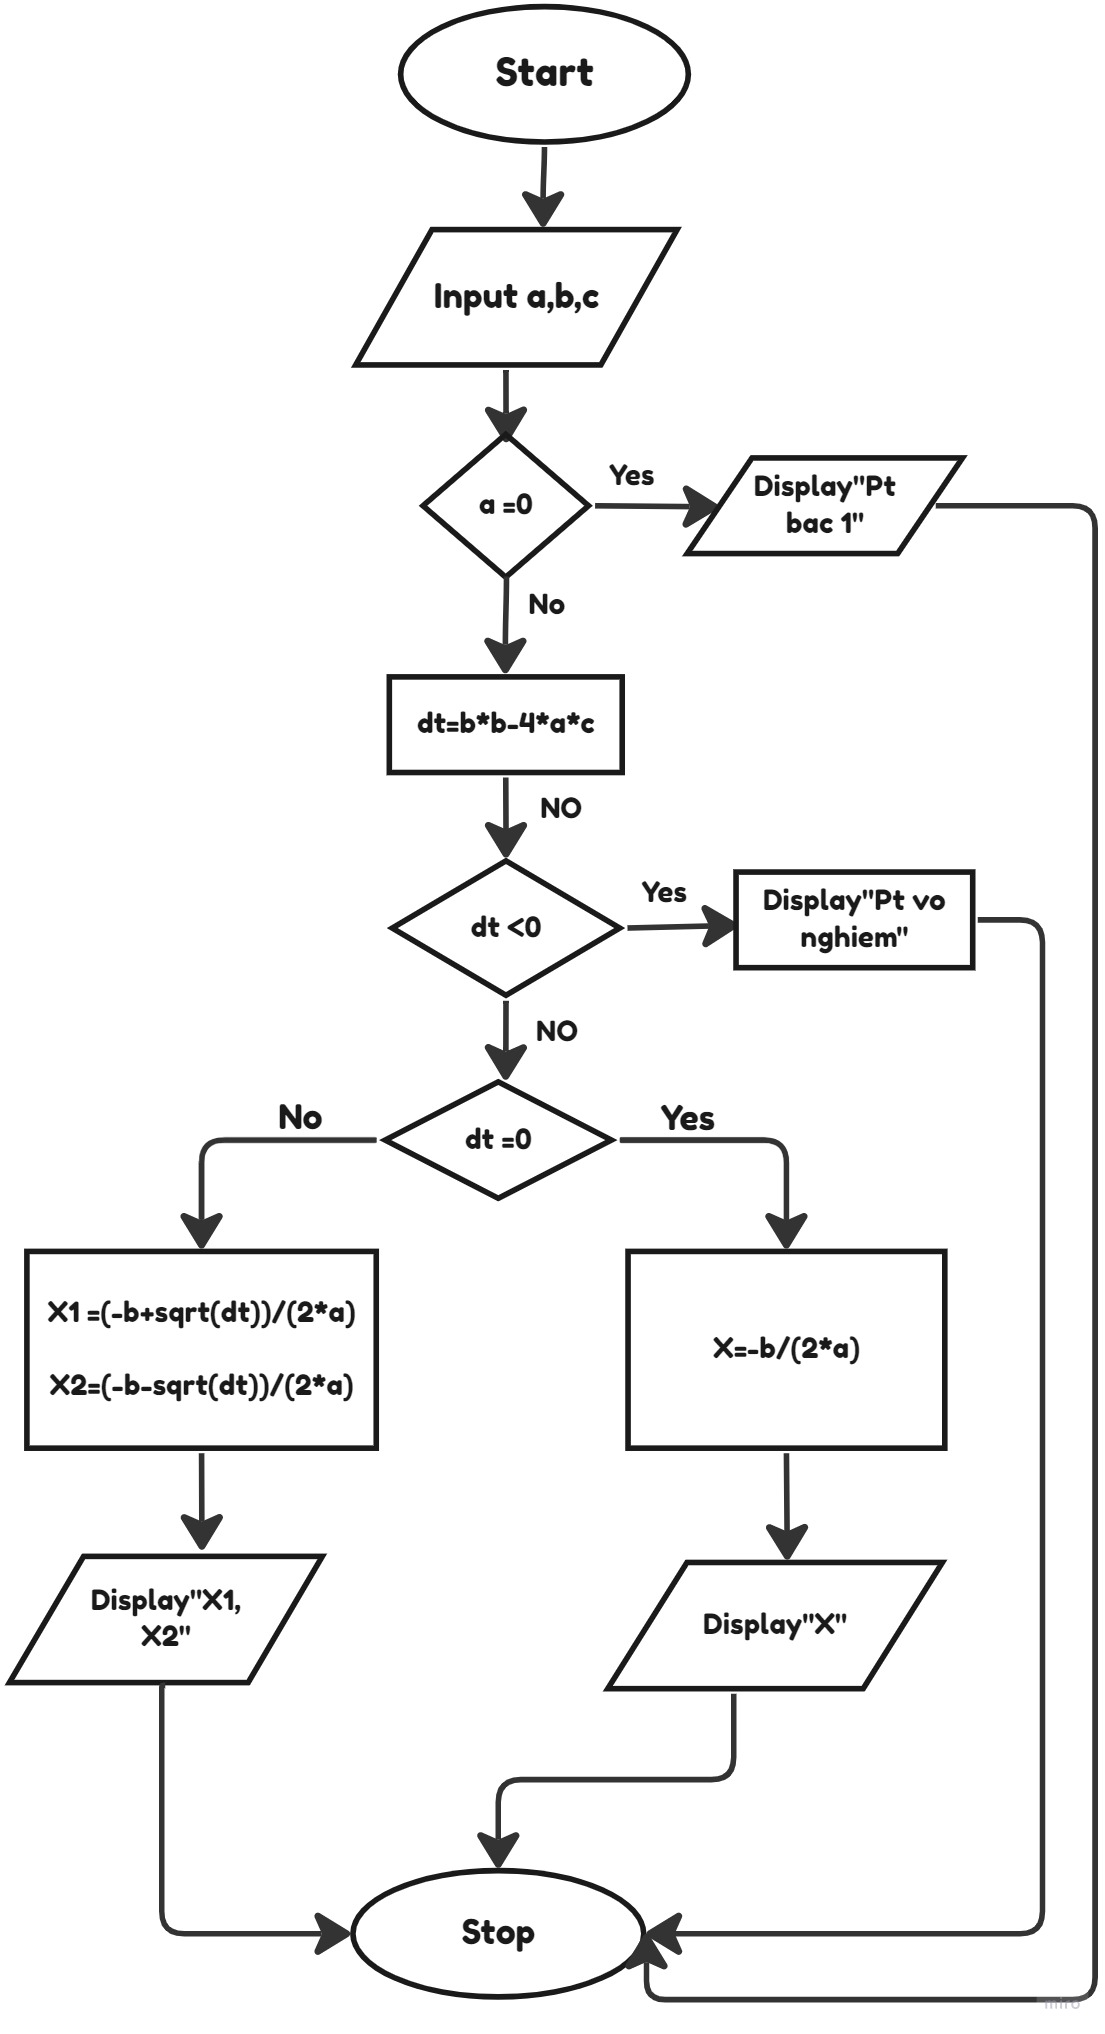 Start
Input a,b,c
a =0
Yes
Display"Pt
bac 1"
No
dt=b*b-4*a*c
NO
dt <0
Yes
Display"Pt vo
nghiem"
NO
dt =0
No
Yes
X1 =(-b+sqrt(dt))/(2*a)
X2=(-b-sqrt(dt))/(2*a)
X=-b/(2*a)
Display"X1,
X2"
Display"X"
Stop
miro